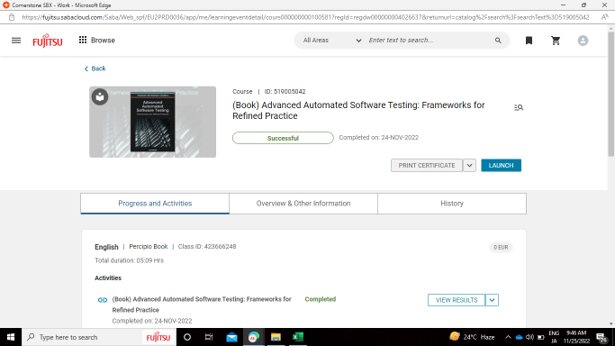 Cornerstone SBX - Work - Microsoft Edge
https://fujitsu.sabacloud.com/Saba/Web_spf/EU2PRD0036/app/me/learningeventdetail/cours000000000100581?regId=regdw0000000004026637&returnurl=catalog%2Fsearch%3FsearchText%3D519005042
FUJITSU
Browse
All Areas
Enter text to search...
Back
Advanced Automated Software Testing
Course | ID: 519005042
(Book) Advanced Automated Software Testing: Frameworks for
Refined Practice
Successful
Completed on: 24-NOV-2022
PRINT CERTIFICATE
LAUNCH
Progress and Activities
Overview & Other Information
History
English | Percipio Book | Class ID: 423666248
0 EUR
Total duration: 05:09 Hrs
Activities
(Book) Advanced Automated Software Testing: Frameworks for
Refined Practice
Completed
VIEW RESULTS
Completed on: 24-NOV-2022
Type here to search
FUJITSU
24°C Haze
ENG
JA
9:46 AM
11/25/2022